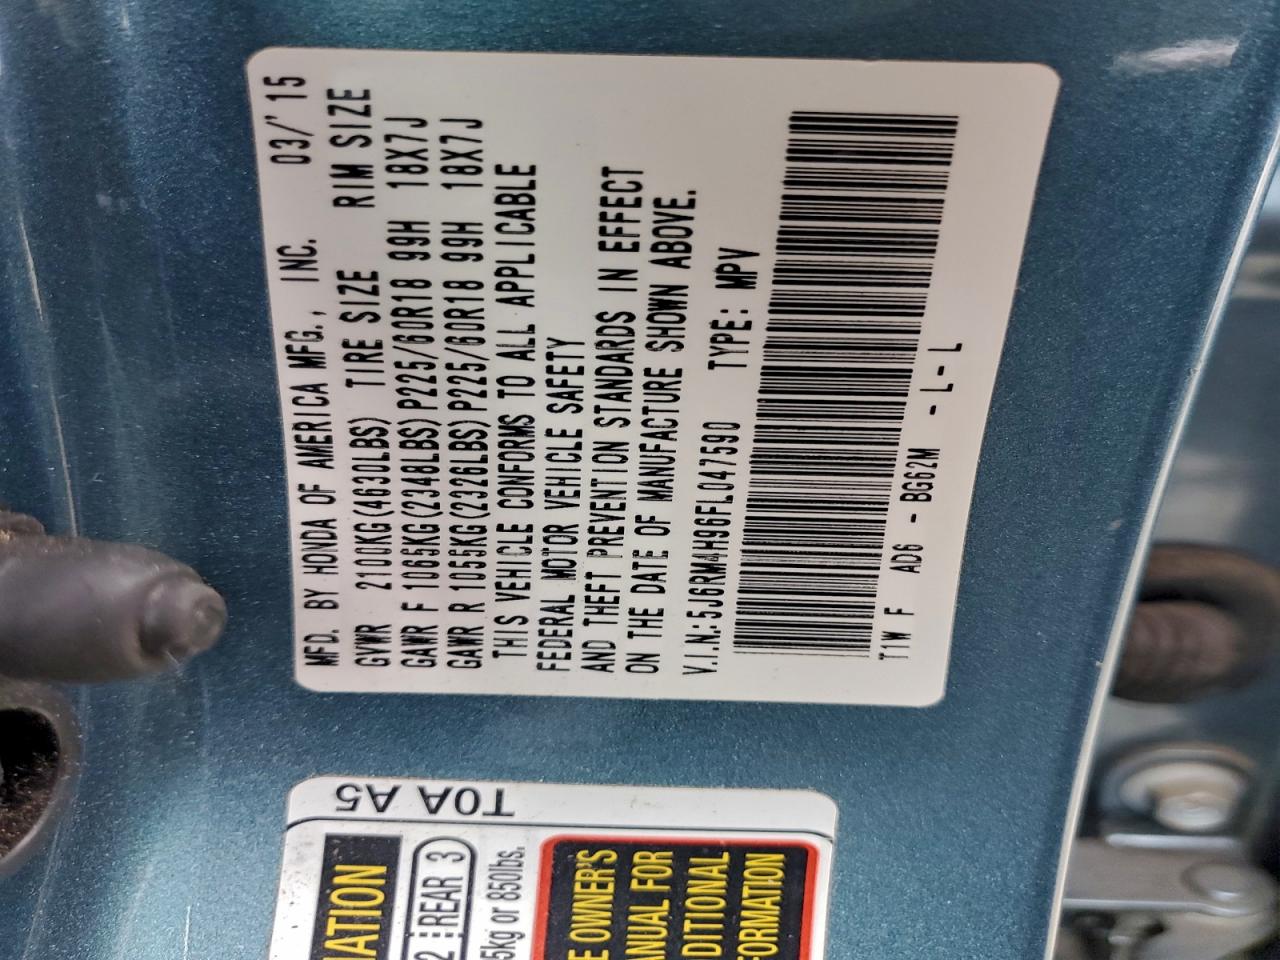 MFD. BY HONDA OF AMERICA MFG., INC. 03/'15
GVWR 2100KG(4630LBS) TIRE SIZE RIM SIZE
GAWR F 1065KG(2348LBS) P225/60R18 99H 18X7J
GAWR R 1055KG(2326LBS) P225/60R18 99H 18X7J
THIS VEHICLE CONFORMS TO ALL APPLICABLE
FEDERAL MOTOR VEHICLE SAFETY
AND THEFT PREVENTION STANDARDS IN EFFECT
ON THE DATE OF MANUFACTURE SHOWN ABOVE.
V.I.N.: 5J6RM4H96FL047590 TYPE: MPV
T1W F AD6 - BG62M - L - L
T0A A5
MATION
2 REAR 3
5kg or 850lbs.
E OWNER'S
ANUAL FOR
DITIONAL
FORMATION